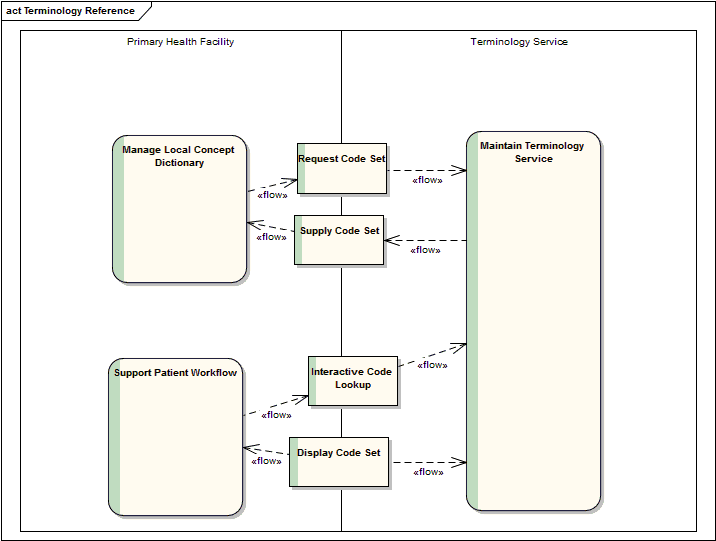 act Terminology Reference
Primary Health Facility
Terminology Service
Manage Local Concept
Dictionary
Request Code Set
Maintain Terminology
Service
«flow»
«flow»
Supply Code Set
«flow»
«flow»
Support Patient Workflow
Interactive Code
Lookup
«flow»
«flow»
Display Code Set
«flow»
«flow»